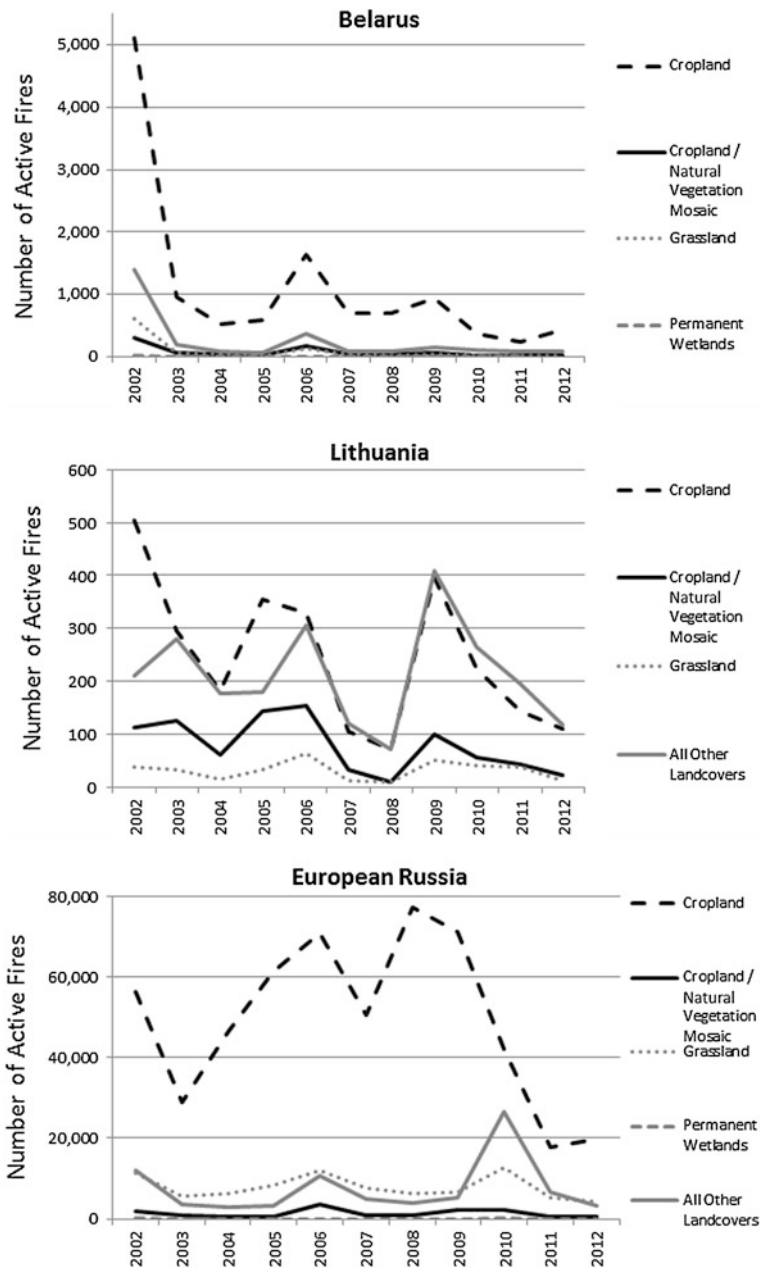 Belarus
Number of Active Fires
5,000
4,000
3,000
2,000
1,000
0
2002
2003
2004
2005
2006
2007
2008
2009
2010
2011
2012
Cropland
Cropland /
Natural
Vegetation
Mosaic
Grassland
Permanent
Wetlands
Lithuania
Number of Active Fires
600
500
400
300
200
100
0
2002
2003
2004
2005
2006
2007
2008
2009
2010
2011
2012
Cropland
Cropland /
Natural
Vegetation
Mosaic
Grassland
All Other
Landcovers
European Russia
Number of Active Fires
80,000
60,000
40,000
20,000
0
2002
2003
2004
2005
2006
2007
2008
2009
2010
2011
2012
Cropland
Cropland /
Natural
Vegetation
Mosaic
Grassland
Permanent
Wetlands
All Other
Landcovers